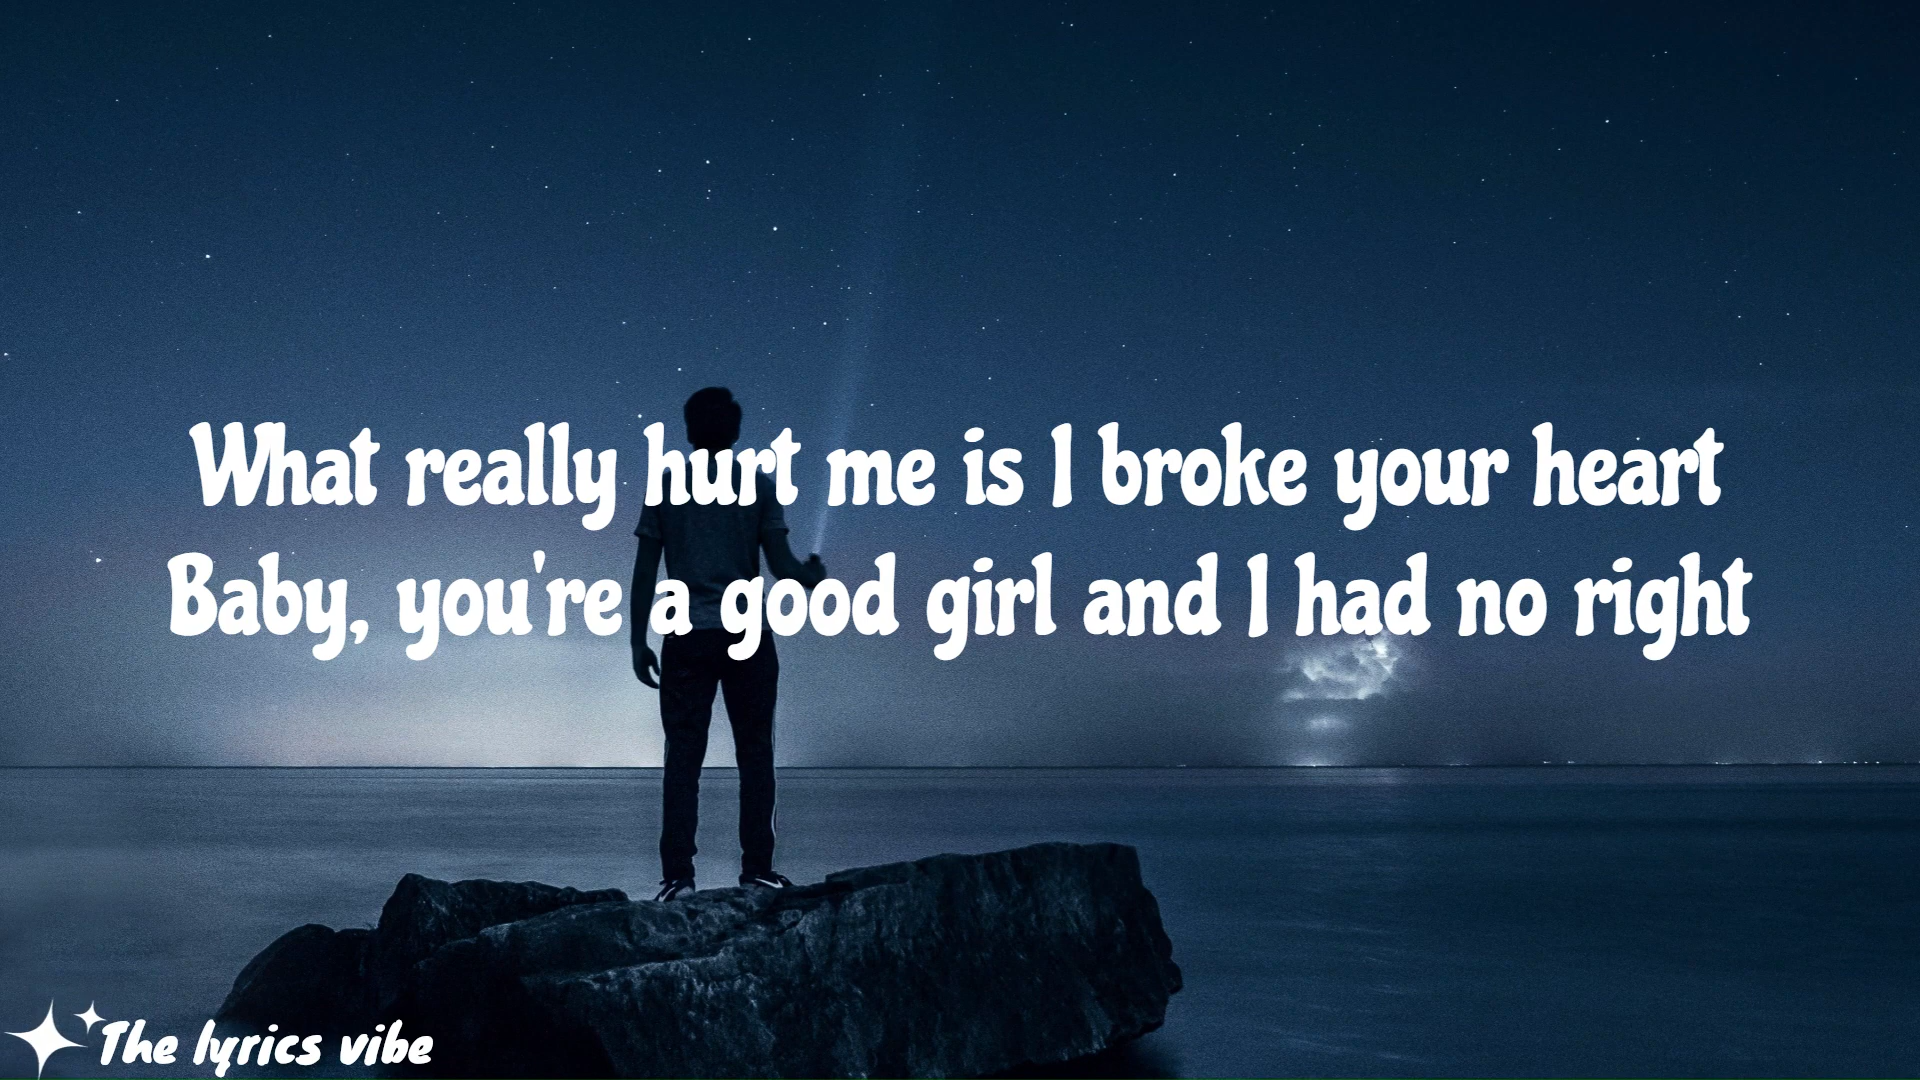 What really hurt me is I broke your heart
Baby, you're a good girl and I had no right
The lyrics vibe